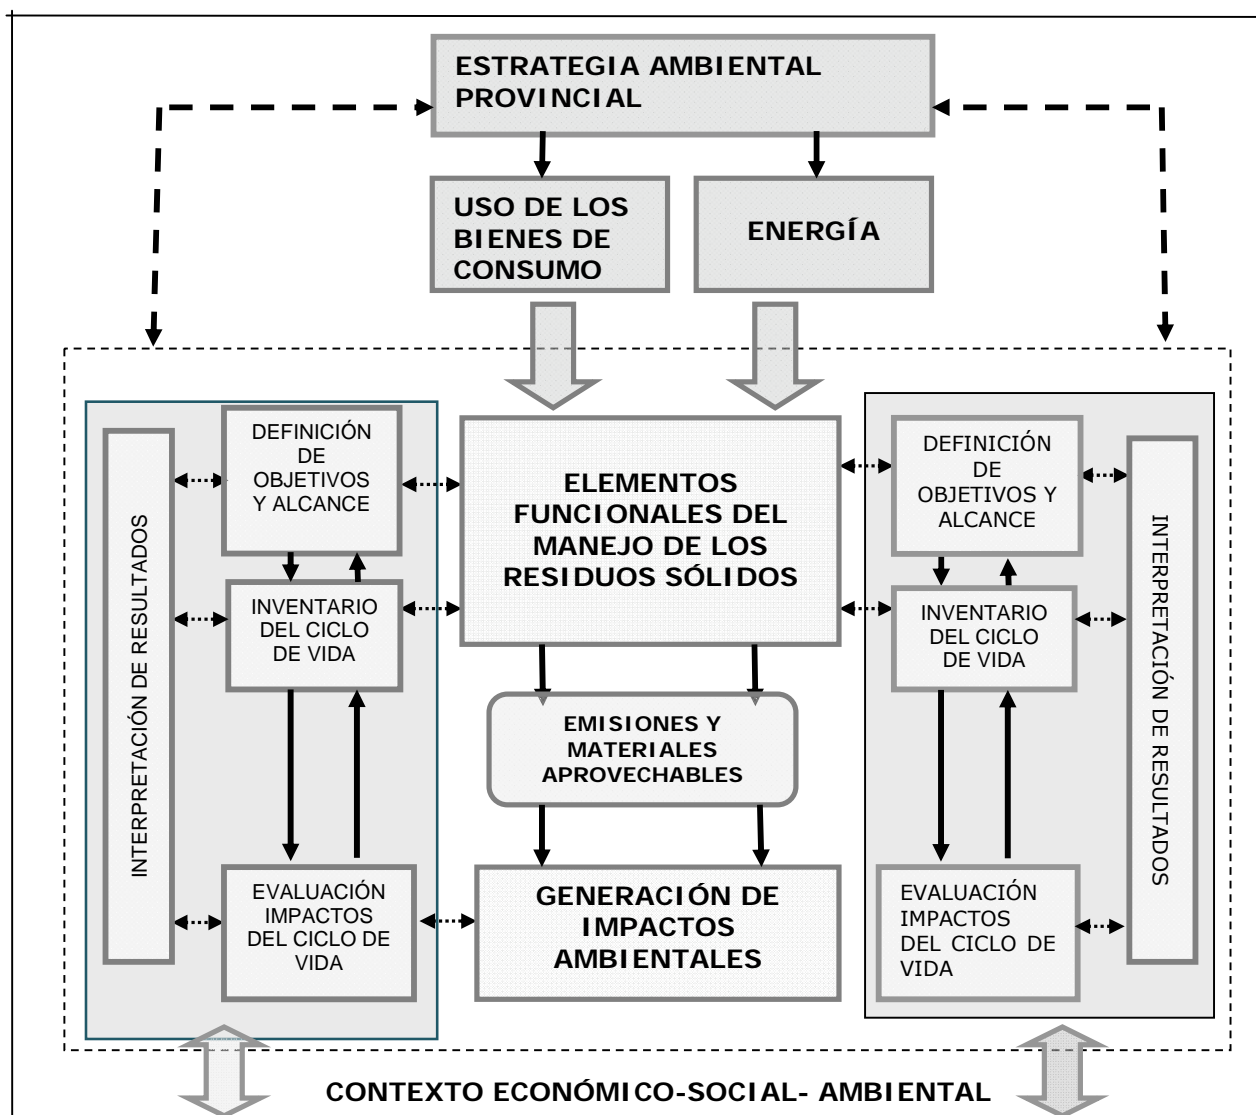 ESTRATEGIA AMBIENTAL
PROVINCIAL
USO DE LOS
BIENES DE
CONSUMO
ENERGÍA
INTERPRETACIÓN DE RESULTADOS
DEFINICIÓN
DE
OBJETIVOS
Y ALCANCE
INVENTARIO
DEL CICLO
DE VIDA
EVALUACIÓN
IMPACTOS
DEL CICLO DE
VIDA
ELEMENTOS
FUNCIONALES DEL
MANEJO DE LOS
RESIDUOS SÓLIDOS
EMISIONES Y
MATERIALES
APROVECHABLES
GENERACIÓN DE
IMPACTOS
AMBIENTALES
DEFINICIÓN
DE
OBJETIVOS Y
ALCANCE
INVENTARIO
DEL CICLO
DE VIDA
EVALUACIÓN
IMPACTOS
DEL CICLO DE
VIDA
INTERPRETACIÓN DE RESULTADOS
CONTEXTO ECONÓMICO-SOCIAL- AMBIENTAL